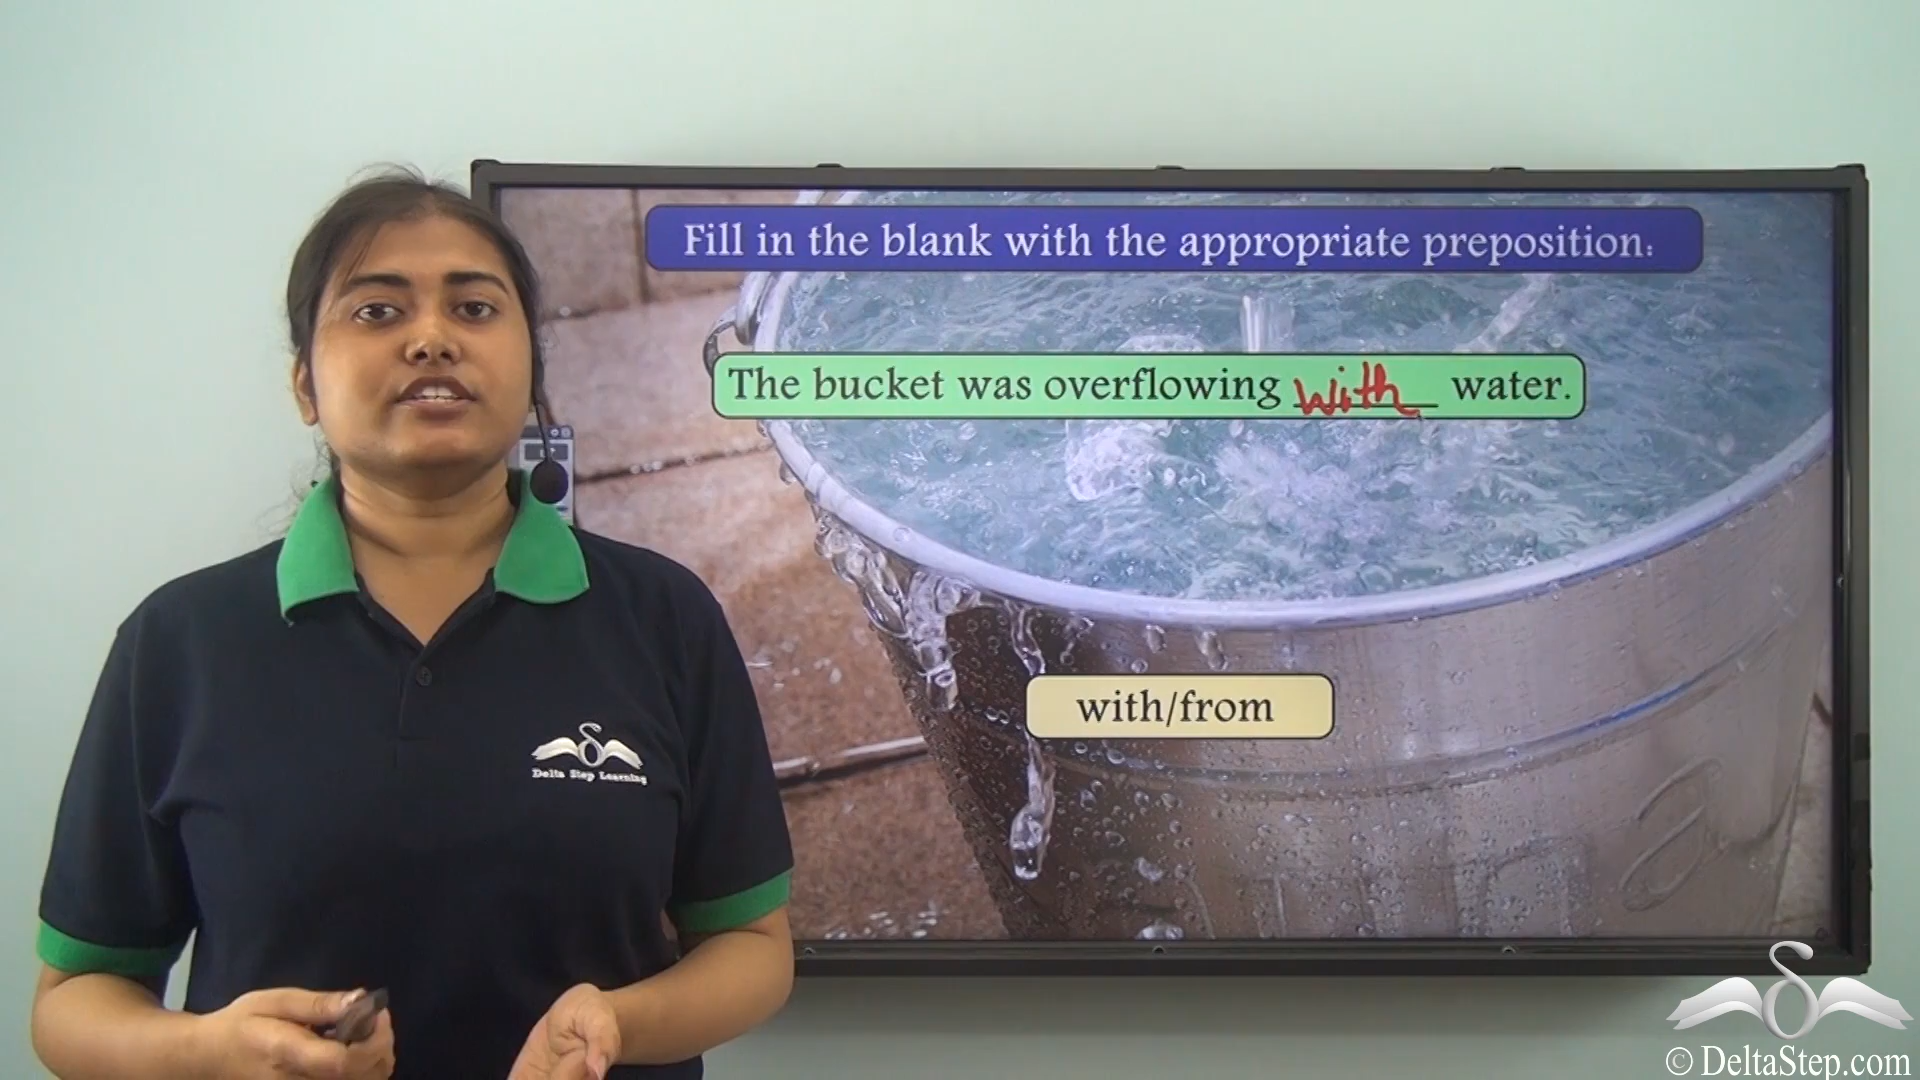 Fill in the blank with the appropriate preposition:
The bucket was overflowing with water.
with/from
Delta Step Learning
© DeltaStep.com